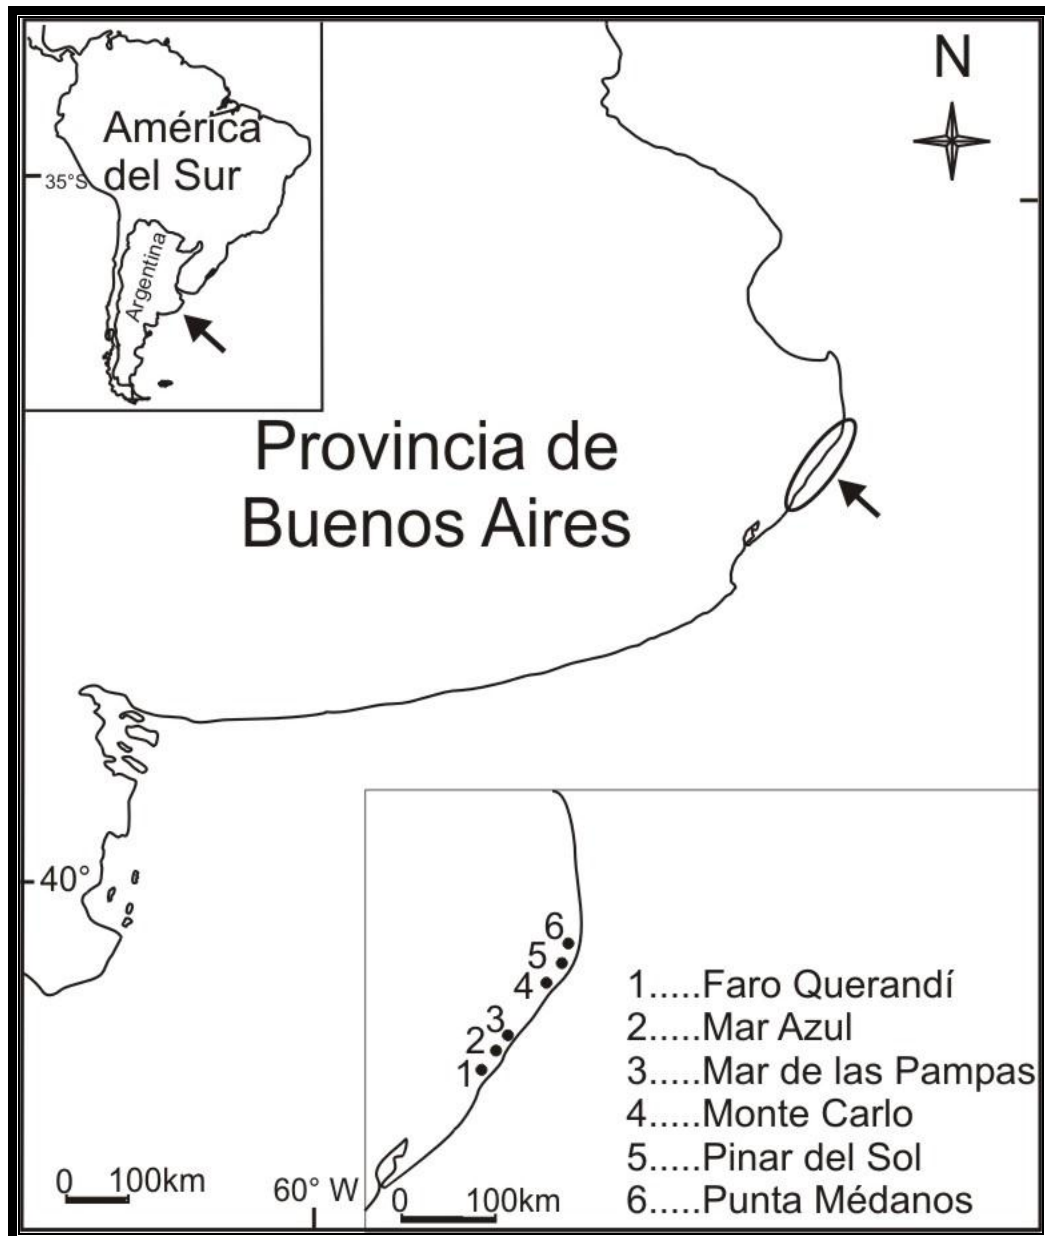 América
del Sur
35°S
Argentina
N
Provincia de
Buenos Aires
40°
0 100km
60° W
6
5
4
3
2
1
0 100km
1.....Faro Querandí
2.....Mar Azul
3.....Mar de las Pampas
4.....Monte Carlo
5.....Pinar del Sol
6.....Punta Médanos